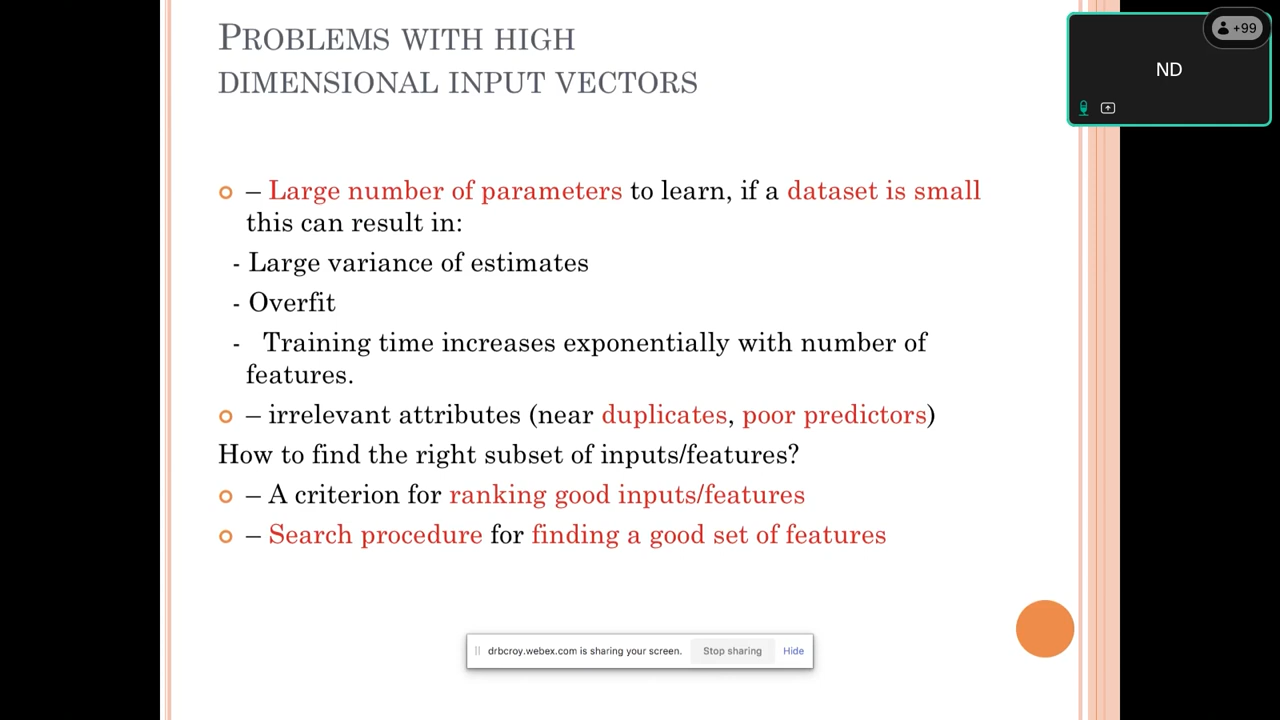 PROBLEMS WITH HIGH
DIMENSIONAL INPUT VECTORS
+99
ND
– Large number of parameters to learn, if a dataset is small
this can result in:
- Large variance of estimates
- Overfit
- Training time increases exponentially with number of
features.
– irrelevant attributes (near duplicates, poor predictors)
How to find the right subset of inputs/features?
– A criterion for ranking good inputs/features
– Search procedure for finding a good set of features
drbcroy.webex.com is sharing your screen. Stop sharing Hide